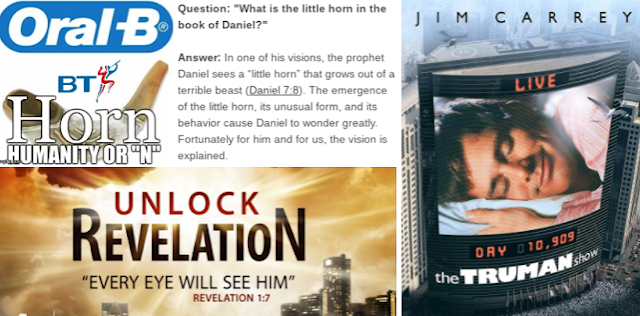 Oral-B®
BT
Horn
HUMANITY OR "N"
Question: "What is the little horn in the
book of Daniel?"
Answer: In one of his visions, the prophet
Daniel sees a “little horn” that grows out of a
terrible beast (Daniel 7:8). The emergence
of the little horn, its unusual form, and its
behavior cause Daniel to wonder greatly.
Fortunately for him and for us, the vision is
explained.
UNLOCK
REVELATION
“EVERY EYE WILL SEE HIM”
REVELATION 1:7
JIM CARREY
LIVE
DAY 10,909
the TRUMAN show